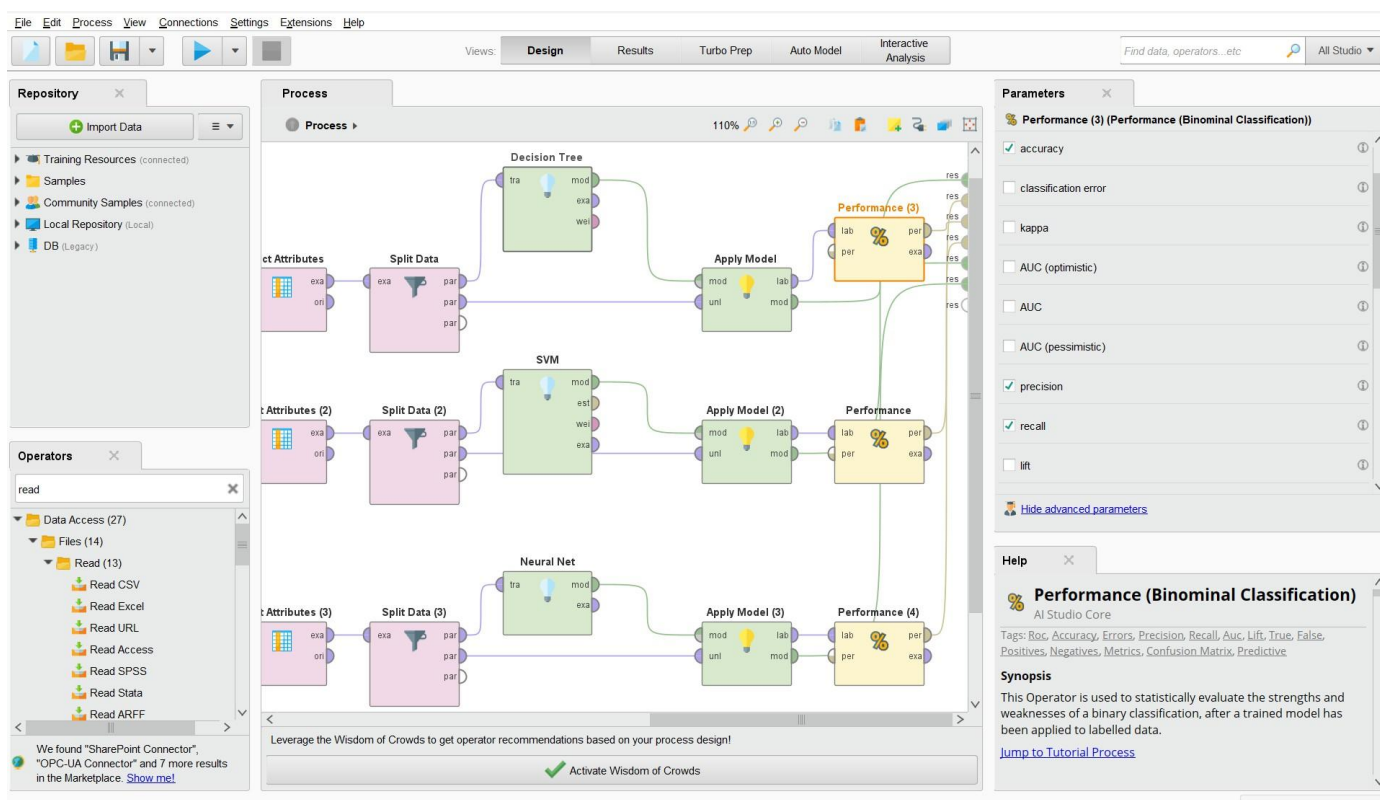 File Edit Process View Connections Settings Extensions Help
Views: Design Results Turbo Prep Auto Model Interactive Analysis
Find data, operators...etc All Studio
Repository
Import Data
Training Resources (connected)
Samples
Community Samples (connected)
Local Repository (Local)
DB (Legacy)
Operators
read
Data Access (27)
Files (14)
Read (13)
Read CSV
Read Excel
Read URL
Read Access
Read SPSS
Read Stata
Read ARFF
We found "SharePoint Connector",
"OPC-UA Connector" and 7 more results
in the Marketplace. Show me!
Process
Process
110%
Decision Tree
tra mod
exa
wei
ct Attributes
exa
ori
Split Data
exa par
par
par
Apply Model
mod lab
unl mod
Performance (3)
lab per
per exa
res
res
res
res
res
res
SVM
tra mod
est
wei
exa
t Attributes (2)
exa
ori
Split Data (2)
exa par
par
par
Apply Model (2)
mod lab
unl mod
Performance
lab per
per exa
Neural Net
tra mod
exa
t Attributes (3)
exa
ori
Split Data (3)
exa par
par
par
Apply Model (3)
mod lab
unl mod
Performance (4)
lab per
per exa
Leverage the Wisdom of Crowds to get operator recommendations based on your process design!
Activate Wisdom of Crowds
Parameters
Performance (3) (Performance (Binominal Classification))
accuracy
classification error
kappa
AUC (optimistic)
AUC
AUC (pessimistic)
precision
recall
lift
Hide advanced parameters
Help
Performance (Binominal Classification)
AI Studio Core
Tags: Roc, Accuracy, Errors, Precision, Recall, Auc, Lift, True, False,
Positives, Negatives, Metrics, Confusion Matrix, Predictive
Synopsis
This Operator is used to statistically evaluate the strengths and
weaknesses of a binary classification, after a trained model has
been applied to labelled data.
Jump to Tutorial Process